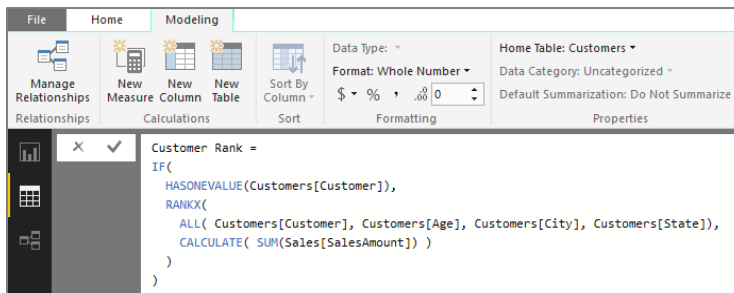 File Home Modeling
Data Type:
Home Table: Customers
Format: Whole Number
Data Category: Uncategorized
Manage
Relationships
New
Measure
New
Column
New
Table
Sort By
Column
$ % , .00 0
Default Summarization: Do Not Summarize
Relationships
Calculations
Sort
Formatting
Properties
Customer Rank =
IF(
HASONEVALUE(Customers[Customer]),
RANKX(
ALL( Customers[Customer], Customers[Age], Customers[City], Customers[State]),
CALCULATE( SUM(Sales[SalesAmount]) )
)
)